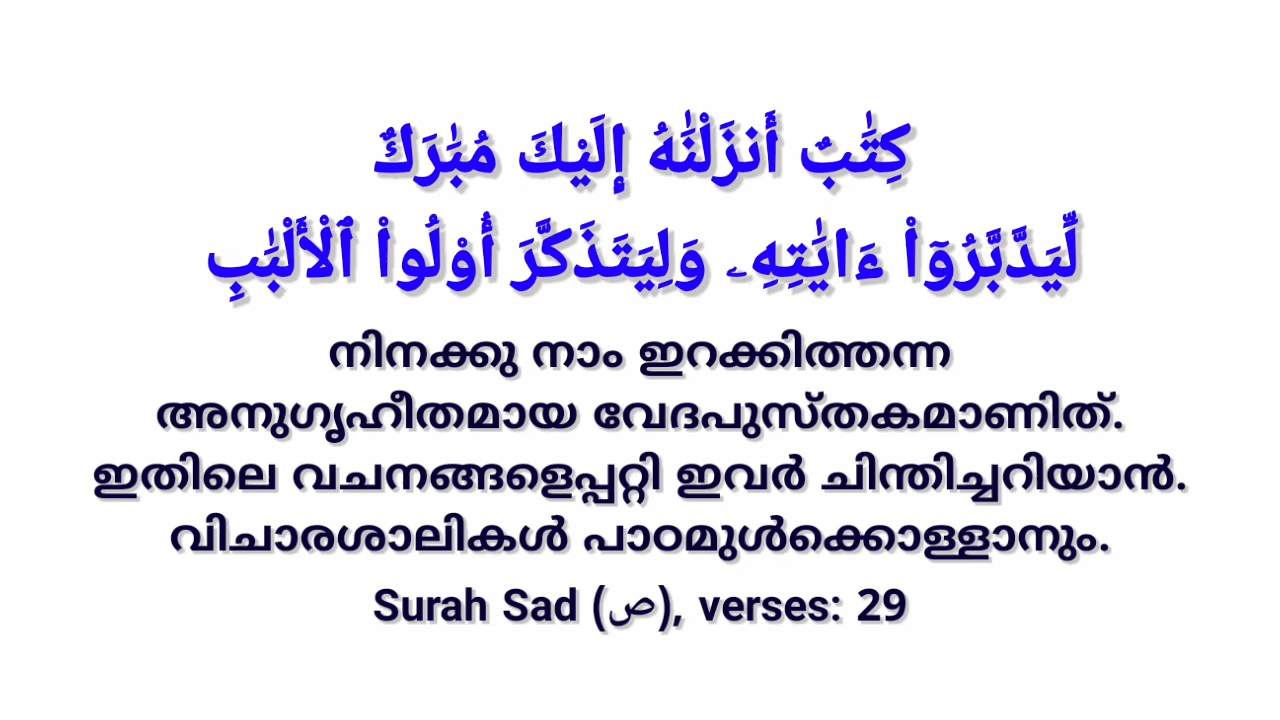 كِتَٰبٌ أَنزَلْنَٰهُ إِلَيْكَ مُبَٰرَكٌ
لِّيَدَّبَّرُوٓا۟ ءَايَٰتِهِۦ وَلِيَتَذَكَّرَ أُو۟لُوا۟ ٱلْأَلْبَٰبِ
നിനക്കു നാം ഇറക്കിത്തന്ന
അനുഗൃഹീതമായ വേദപുസ്തകമാണിത്.
ഇതിലെ വചനങ്ങളെപ്പറ്റി ഇവർ ചിന്തിച്ചറിയാൻ.
വിചാരശാലികൾ പാഠമുൾക്കൊള്ളാനും.
Surah Sad (ص), verses: 29